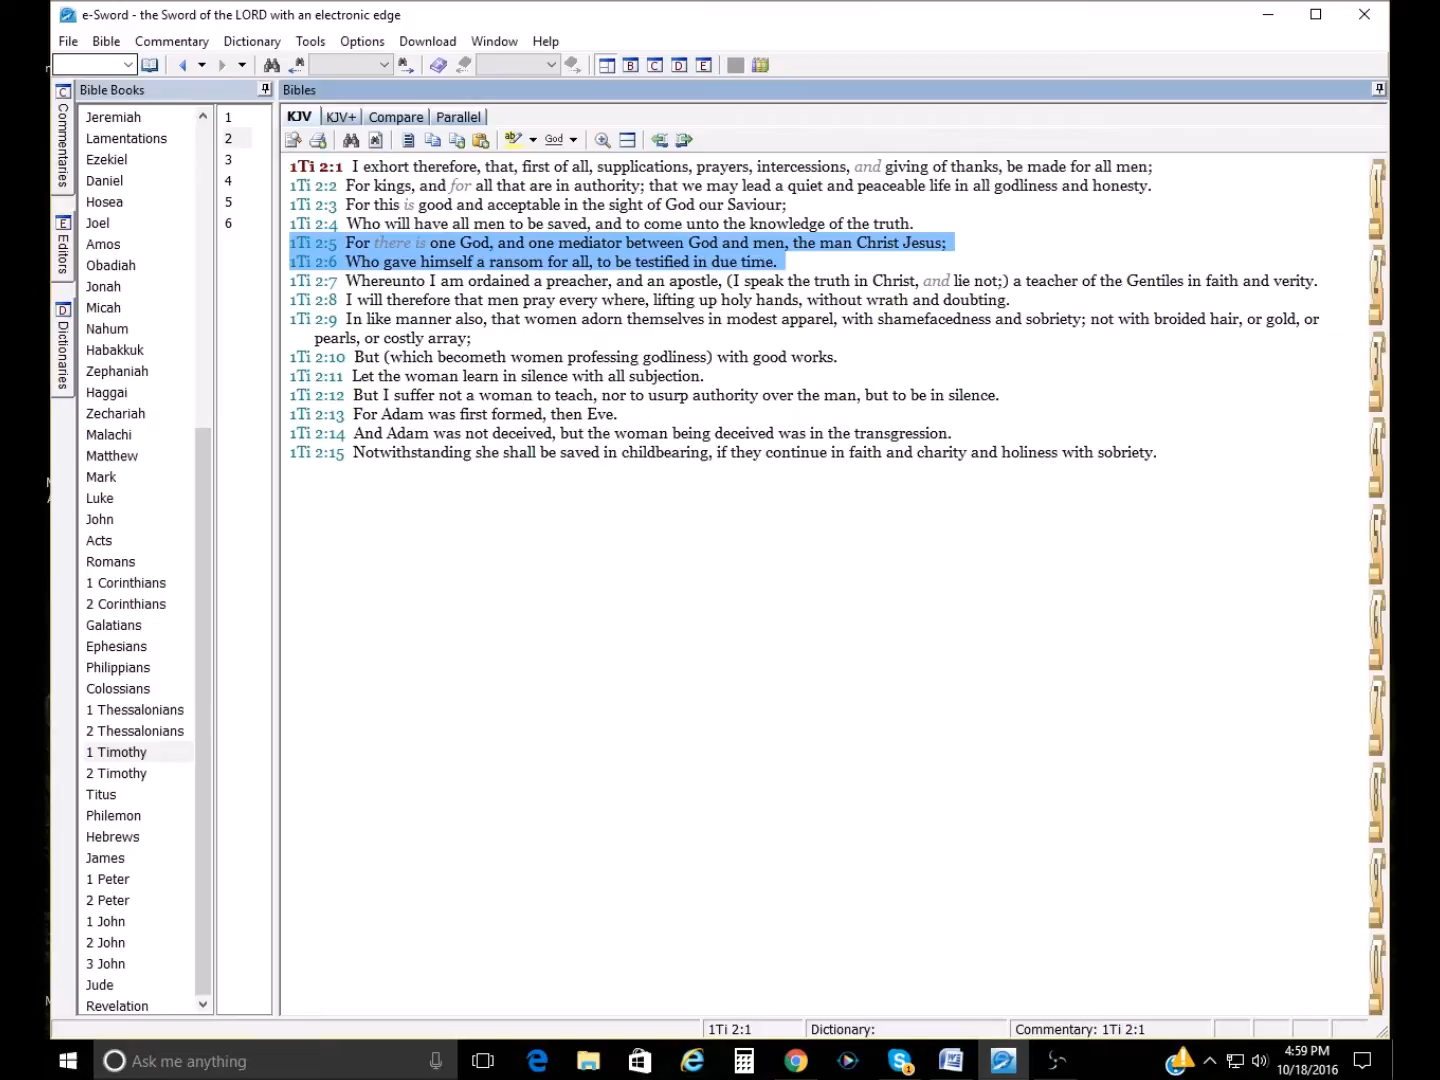 e-Sword - the Sword of the LORD with an electronic edge
File Bible Commentary Dictionary Tools Options Download Window Help
B C D E
Bible Books
Bibles
C Commentaries
E Editors
D Dictionaries
Jeremiah
Lamentations
Ezekiel
Daniel
Hosea
Joel
Amos
Obadiah
Jonah
Micah
Nahum
Habakkuk
Zephaniah
Haggai
Zechariah
Malachi
Matthew
Mark
Luke
John
Acts
Romans
1 Corinthians
2 Corinthians
Galatians
Ephesians
Philippians
Colossians
1 Thessalonians
2 Thessalonians
1 Timothy
2 Timothy
Titus
Philemon
Hebrews
James
1 Peter
2 Peter
1 John
2 John
3 John
Jude
Revelation
1
2
3
4
5
6
KJV KJV+ Compare Parallel
ab God
1Ti 2:1 I exhort therefore, that, first of all, supplications, prayers, intercessions, and giving of thanks, be made for all men;
1Ti 2:2 For kings, and for all that are in authority; that we may lead a quiet and peaceable life in all godliness and honesty.
1Ti 2:3 For this is good and acceptable in the sight of God our Saviour;
1Ti 2:4 Who will have all men to be saved, and to come unto the knowledge of the truth.
1Ti 2:5 For there is one God, and one mediator between God and men, the man Christ Jesus;
1Ti 2:6 Who gave himself a ransom for all, to be testified in due time.
1Ti 2:7 Whereunto I am ordained a preacher, and an apostle, (I speak the truth in Christ, and lie not;) a teacher of the Gentiles in faith and verity.
1Ti 2:8 I will therefore that men pray every where, lifting up holy hands, without wrath and doubting.
1Ti 2:9 In like manner also, that women adorn themselves in modest apparel, with shamefacedness and sobriety; not with broided hair, or gold, or
pearls, or costly array;
1Ti 2:10 But (which becometh women professing godliness) with good works.
1Ti 2:11 Let the woman learn in silence with all subjection.
1Ti 2:12 But I suffer not a woman to teach, nor to usurp authority over the man, but to be in silence.
1Ti 2:13 For Adam was first formed, then Eve.
1Ti 2:14 And Adam was not deceived, but the woman being deceived was in the transgression.
1Ti 2:15 Notwithstanding she shall be saved in childbearing, if they continue in faith and charity and holiness with sobriety.
1
2
3
4
5
6
7
8
9
0
1Ti 2:1 Dictionary: Commentary: 1Ti 2:1
Ask me anything
4:59 PM
10/18/2016